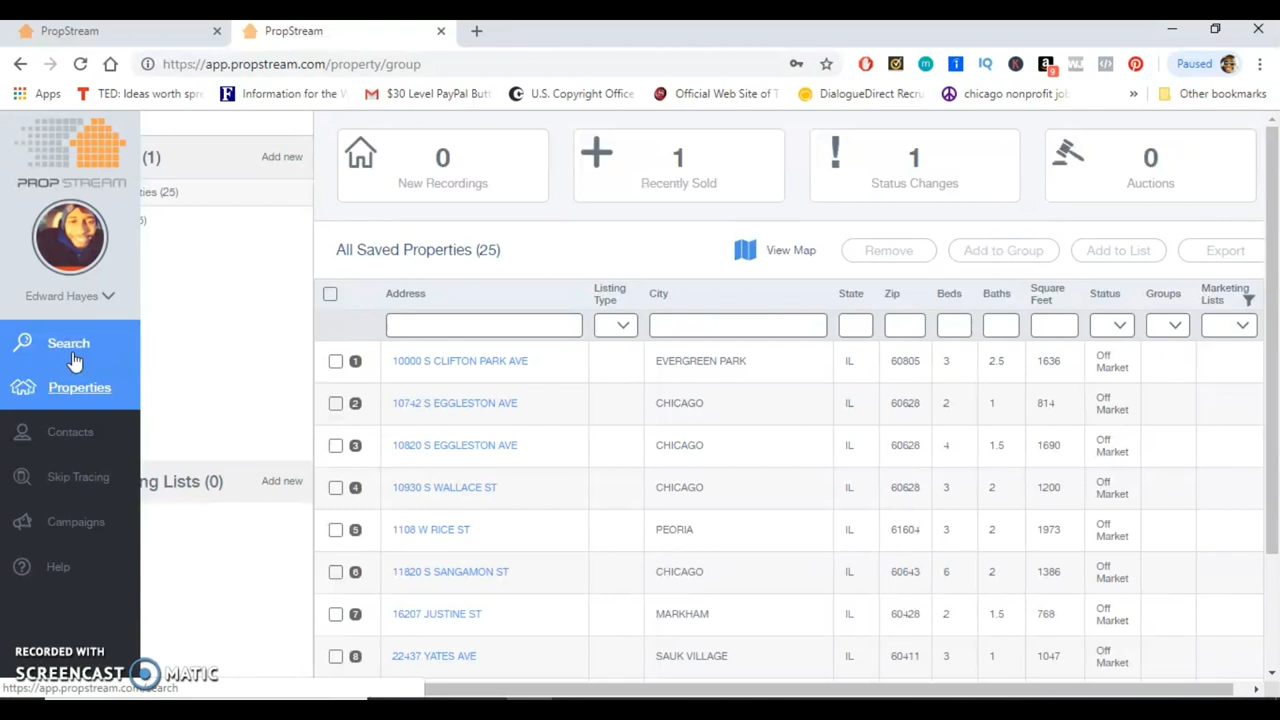 PropStream
PropStream
https://app.propstream.com/property/group
Paused
Apps
TED: Ideas worth spre
Information for the W
$30 Level PayPal Butt
U.S. Copyright Office
Official Web Site of T
DialogueDirect Recru
chicago nonprofit job
Other bookmarks
PROPSTREAM
Edward Hayes
Search
Properties
Contacts
Skip Tracing
Campaigns
Help
(1) Add new
ties (25)
5)
ng Lists (0) Add new
0
New Recordings
1
Recently Sold
1
Status Changes
0
Auctions
All Saved Properties (25) View Map Remove Add to Group Add to List Export
Address Listing Type City State Zip Beds Baths Square Feet Status Groups Marketing Lists
1 10000 S CLIFTON PARK AVE EVERGREEN PARK IL 60805 3 2.5 1636 Off Market
2 10742 S EGGLESTON AVE CHICAGO IL 60628 2 1 814 Off Market
3 10820 S EGGLESTON AVE CHICAGO IL 60628 4 1.5 1690 Off Market
4 10930 S WALLACE ST CHICAGO IL 60628 3 2 1200 Off Market
5 1108 W RICE ST PEORIA IL 61604 3 2 1973 Off Market
6 11820 S SANGAMON ST CHICAGO IL 60643 6 2 1386 Off Market
7 16207 JUSTINE ST MARKHAM IL 60428 2 1.5 768 Off Market
8 22437 YATES AVE SAUK VILLAGE IL 60411 3 1 1047 Off Market
RECORDED WITH
SCREENCAST MATIC
https://app.propstream.com/search